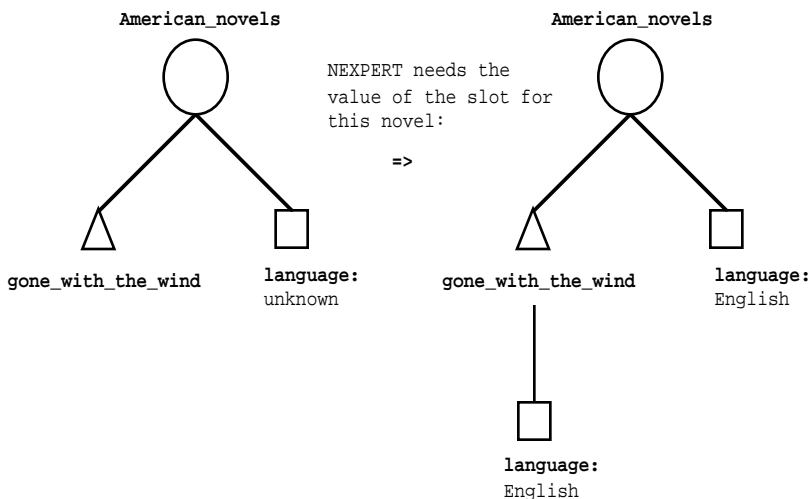 American_novels
American_novels
NEXPERT needs the
value of the slot for
this novel:
=>
gone_with_the_wind
language:
unknown
gone_with_the_wind
language:
English
language:
English